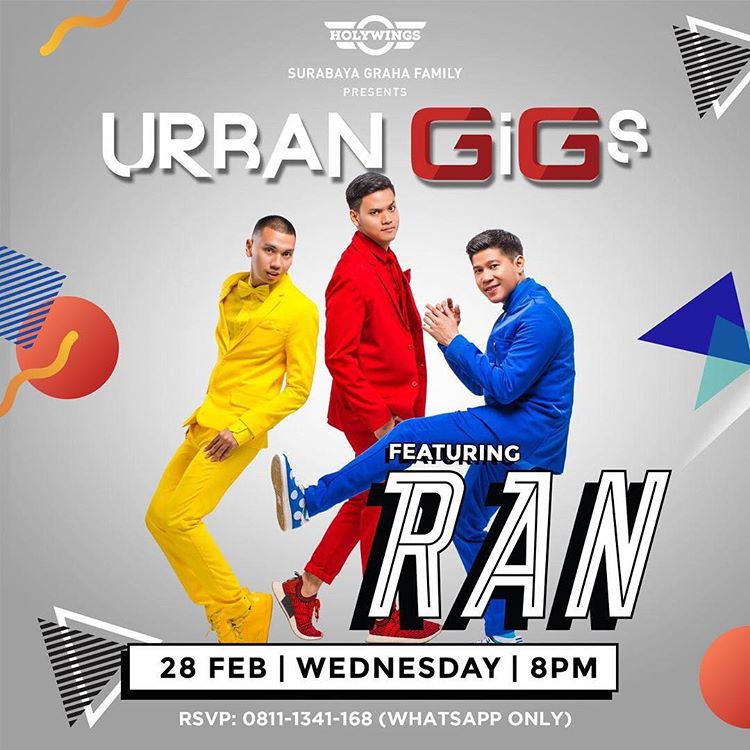 HOLYWINGS
SURABAYA GRAHA FAMILY
PRESENTS
URBAN GiGs
FEATURING
RAN
28 FEB | WEDNESDAY | 8PM
RSVP: 0811-1341-168 (WHATSAPP ONLY)